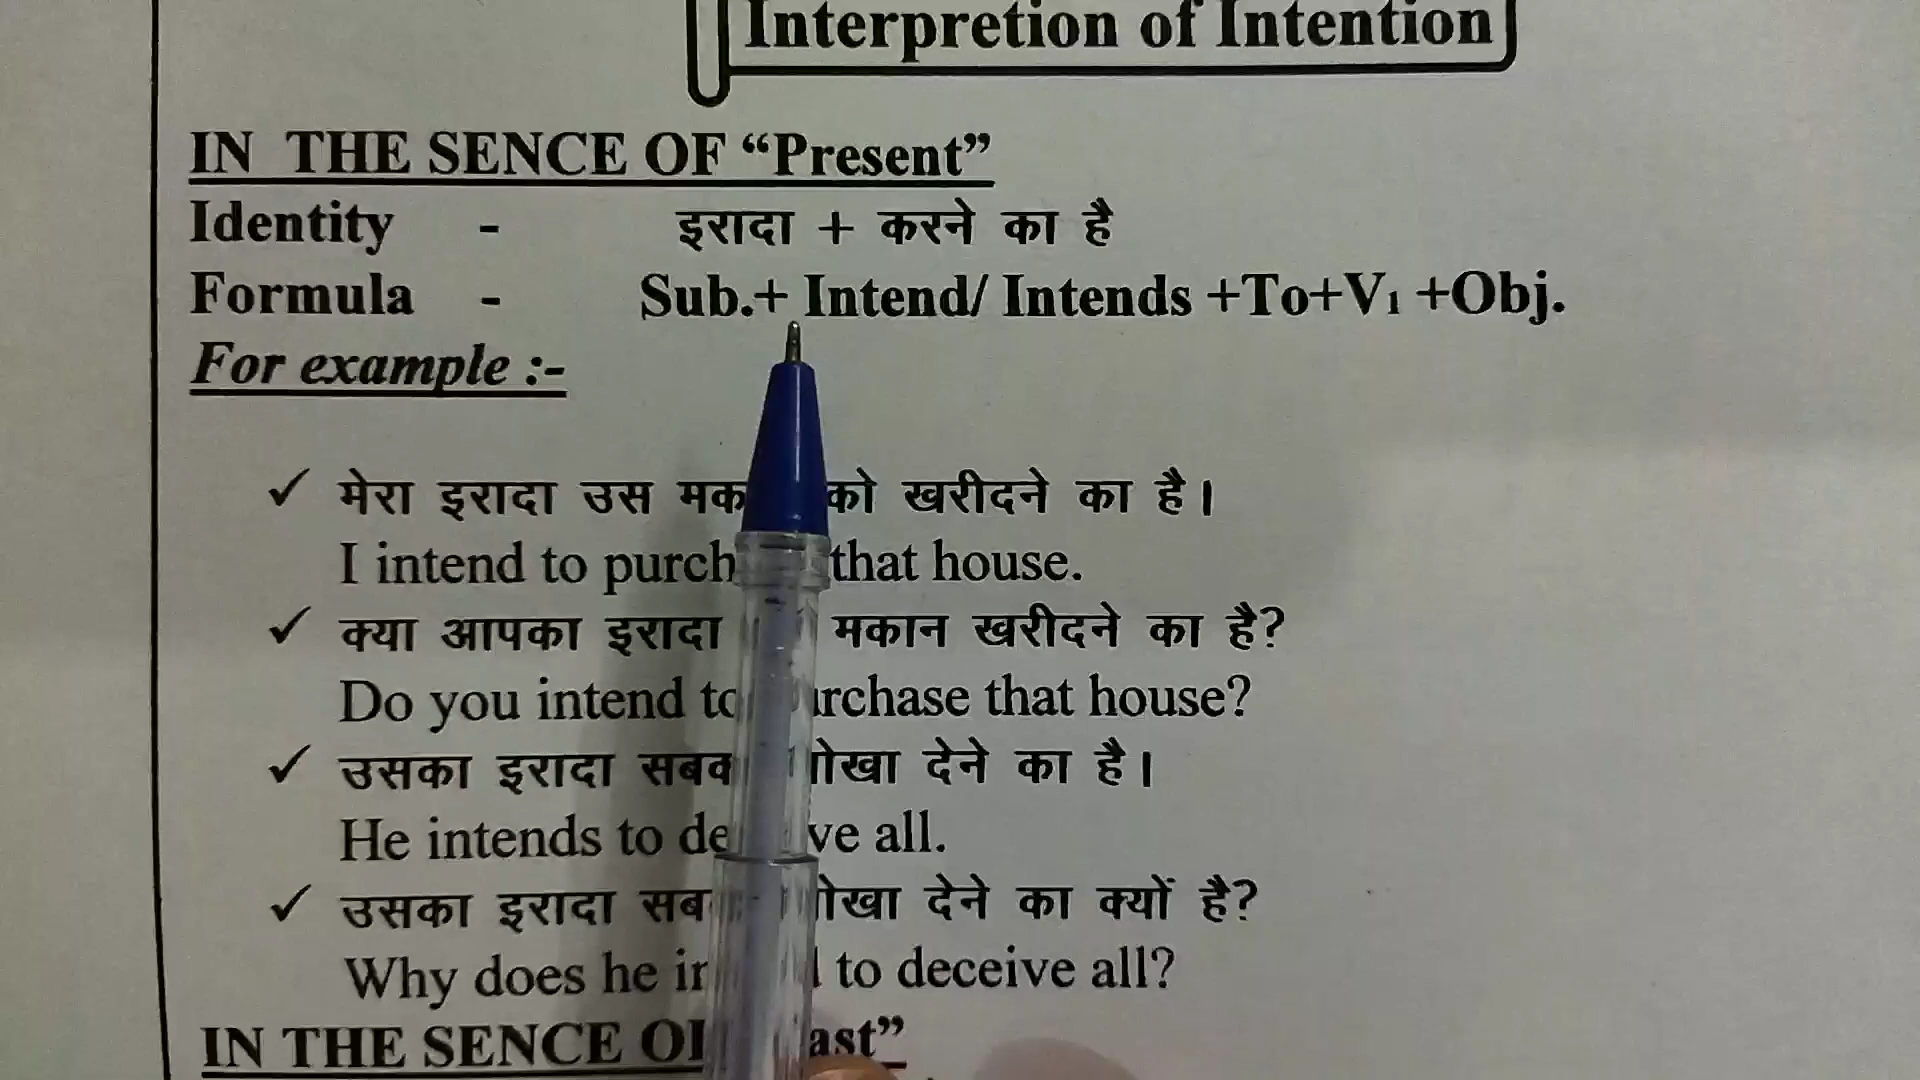 Interpretion of Intention
IN THE SENCE OF “Present”
Identity - इरादा + करने का है
Formula - Sub.+ Intend/ Intends +To+V₁ +Obj.
For example :-
✓ मेरा इरादा उस को खरीदने का है।
I intend to that house.
✓ क्या आपका इरादा मकान खरीदने का है?
Do you intend that house?
✓ उसका इरादा देने का है।
He intends to all.
✓ उसका इरादा देने का क्यों है?
Why does he to deceive all?
IN THE SENCE